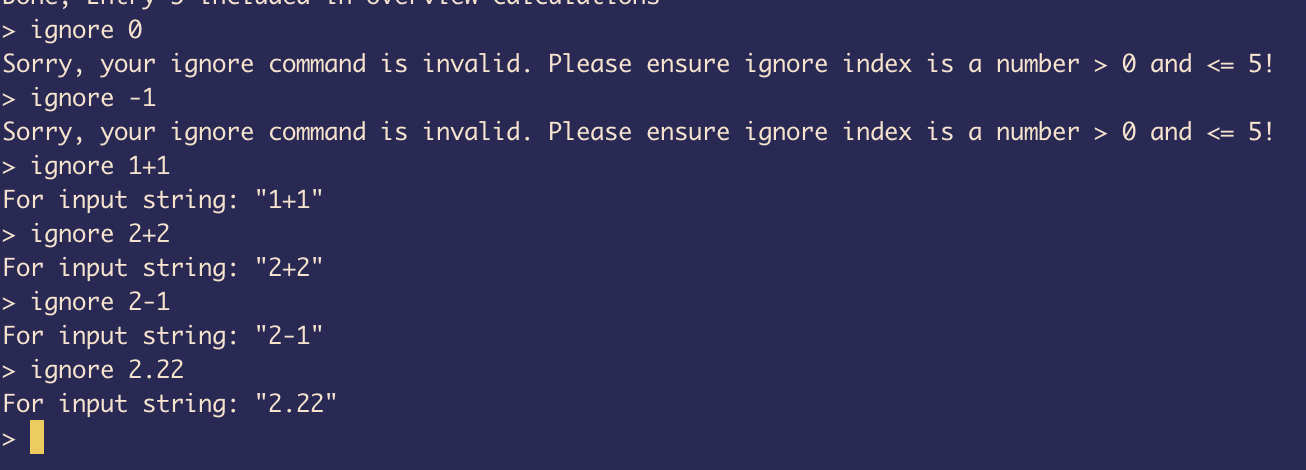 Done, Entry 5 included in overview calculations
> ignore 0
Sorry, your ignore command is invalid. Please ensure ignore index is a number > 0 and <= 5!
> ignore -1
Sorry, your ignore command is invalid. Please ensure ignore index is a number > 0 and <= 5!
> ignore 1+1
For input string: "1+1"
> ignore 2+2
For input string: "2+2"
> ignore 2-1
For input string: "2-1"
> ignore 2.22
For input string: "2.22"
>